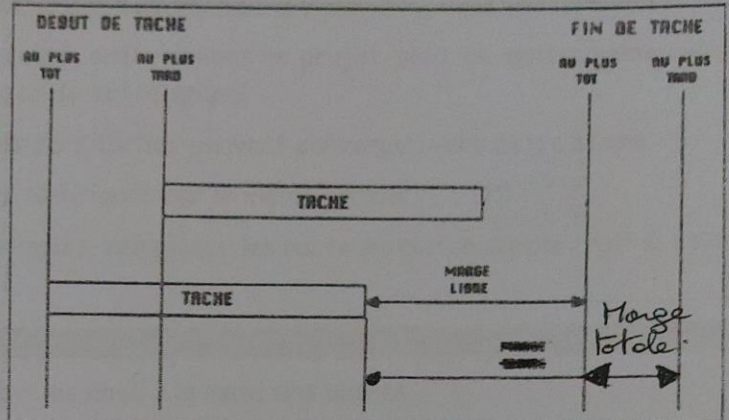 DEBUT DE TACHE
FIN DE TACHE
AU PLUS TOT
AU PLUS TARD
AU PLUS TOT
AU PLUS TARD
TACHE
TACHE
MARGE
LIBRE
Marge
totale